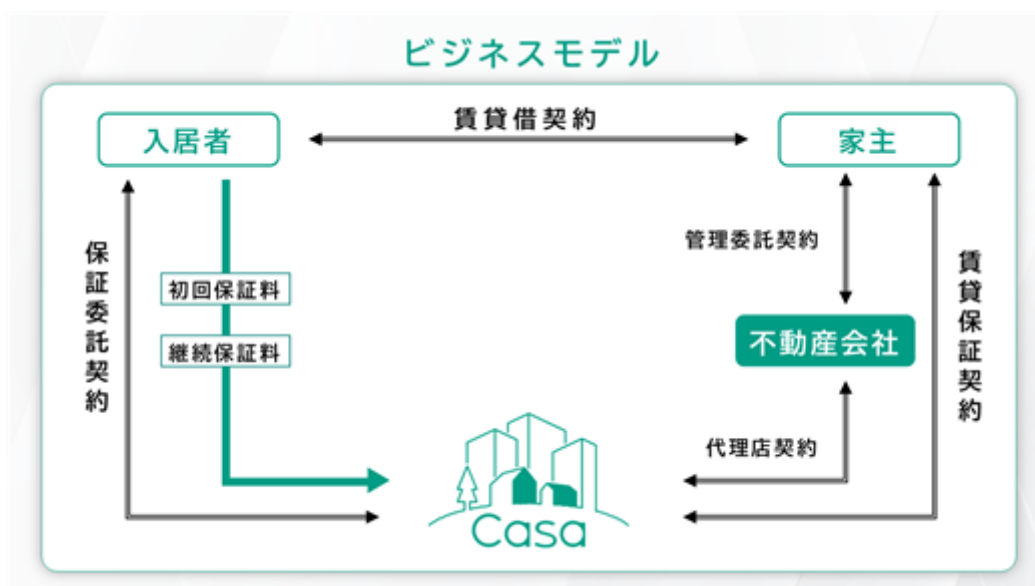 ビジネスモデル
入居者
賃貸借契約
家主
保証委託契約
初回保証料
継続保証料
管理委託契約
不動産会社
代理店契約
賃貸保証契約
Casa